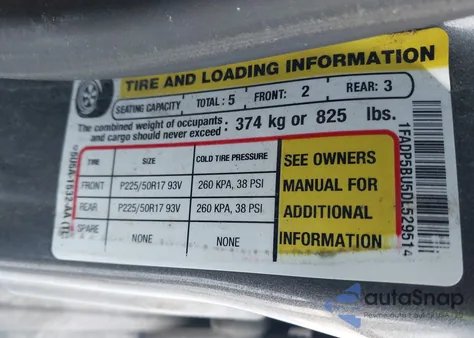 TIRE AND LOADING INFORMATION
SEATING CAPACITY TOTAL: 5 FRONT: 2 REAR: 3
The combined weight of occupants
and cargo should never exceed: 374 kg or 825 lbs.
TIRE SIZE COLD TIRE PRESSURE
FRONT P225/50R17 93V 260 KPA, 38 PSI
REAR P225/50R17 93V 260 KPA, 38 PSI
SPARE NONE NONE
SEE OWNERS
MANUAL FOR
ADDITIONAL
INFORMATION
autoSnap